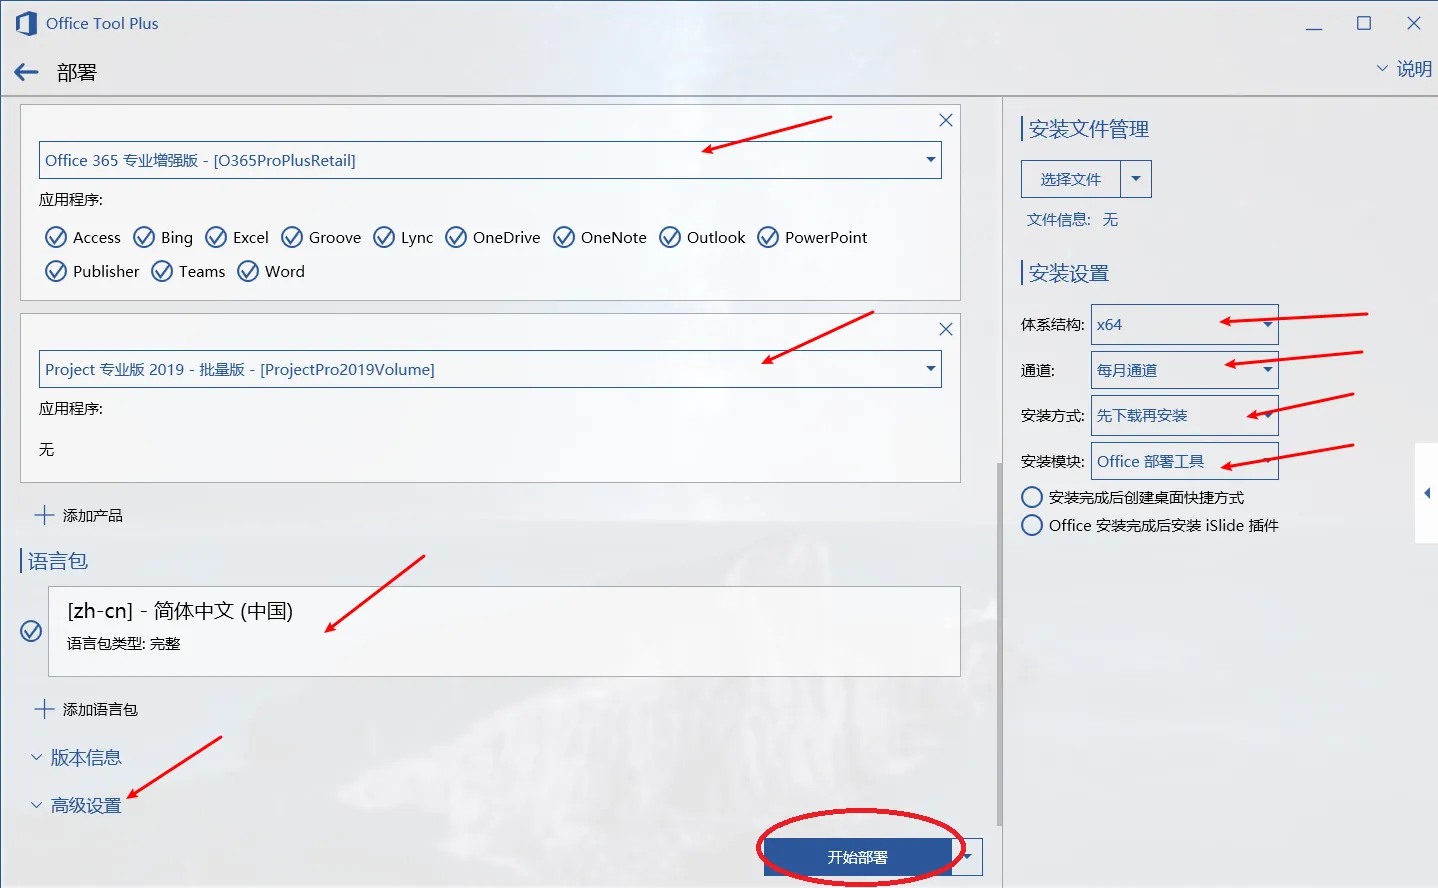 Office Tool Plus
部署
说明
Office 365 专业增强版 - [O365ProPlusRetail]
应用程序:
Access Bing Excel Groove Lync OneDrive OneNote Outlook PowerPoint
Publisher Teams Word
Project 专业版 2019 - 批量版 - [ProjectPro2019Volume]
应用程序:
无
添加产品
语言包
[zh-cn] - 简体中文 (中国)
语言包类型: 完整
添加语言包
版本信息
高级设置
开始部署
安装文件管理
选择文件
文件信息: 无
安装设置
体系结构: x64
通道: 每月通道
安装方式: 先下载再安装
安装模块: Office 部署工具
安装完成后创建桌面快捷方式
Office 安装完成后安装 iSlide 插件